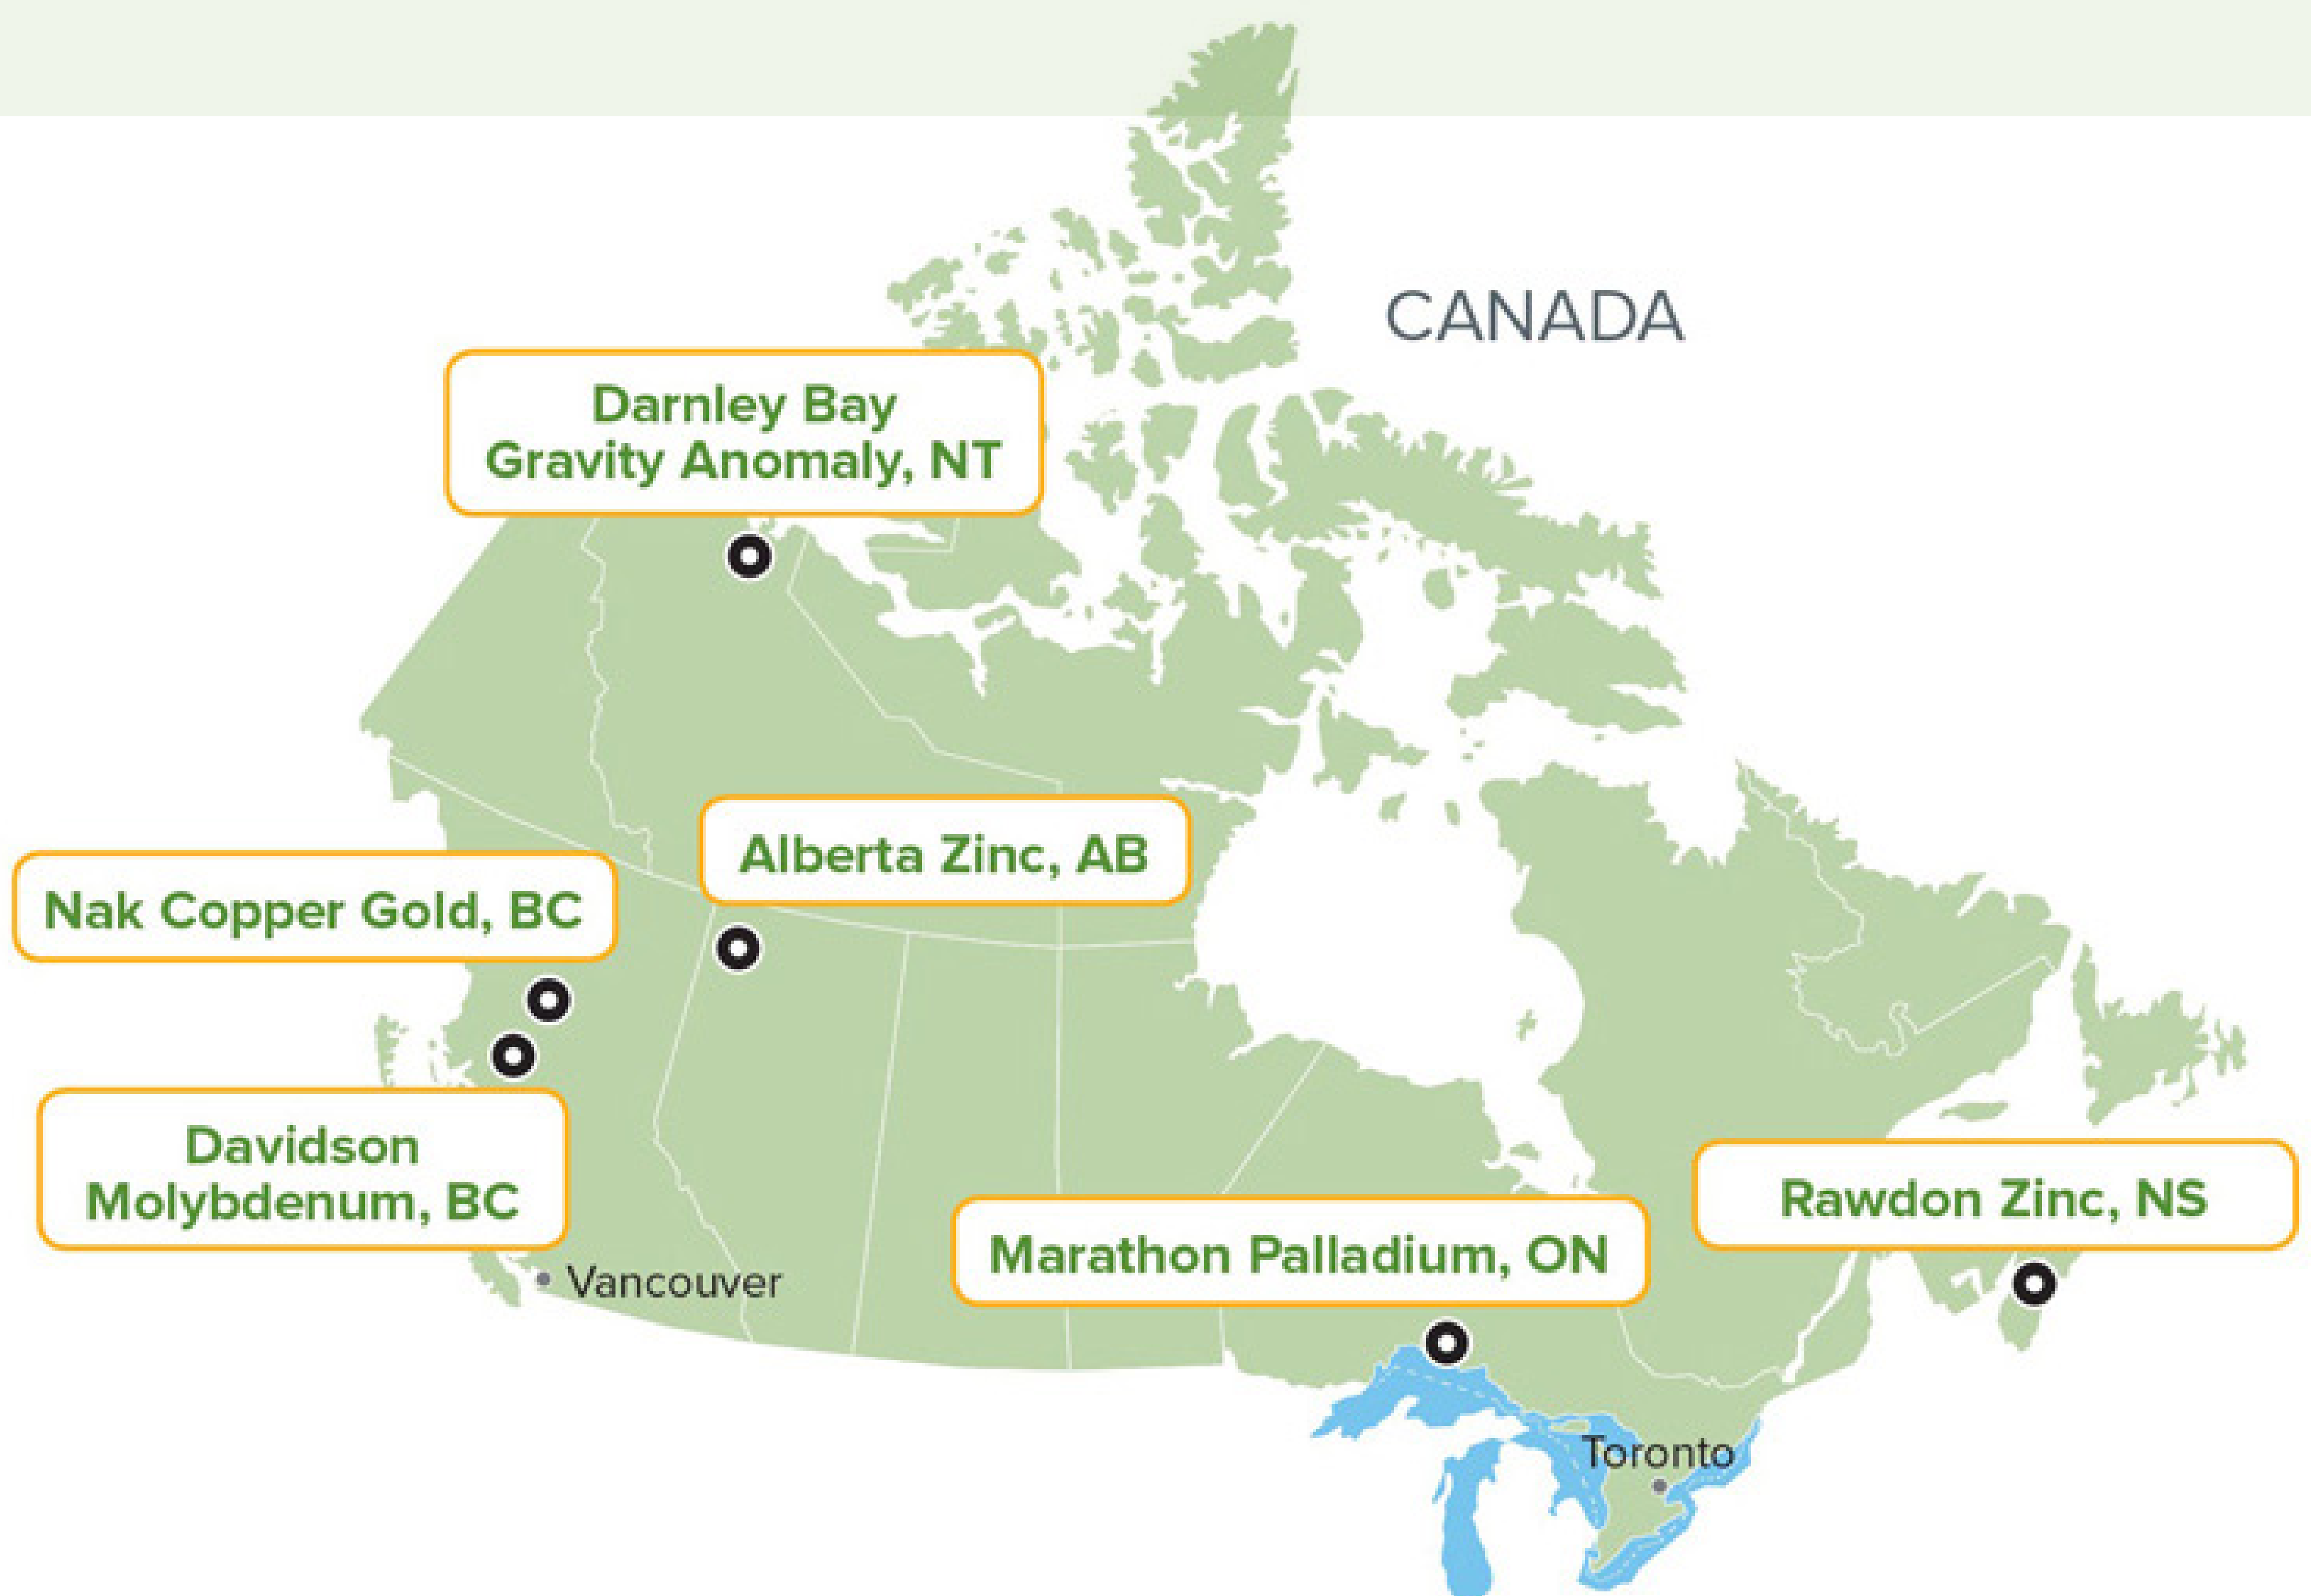 CANADA
Darnley Bay
Gravity Anomaly, NT
Alberta Zinc, AB
Nak Copper Gold, BC
Davidson
Molybdenum, BC
Rawdon Zinc, NS
Marathon Palladium, ON
Vancouver
Toronto